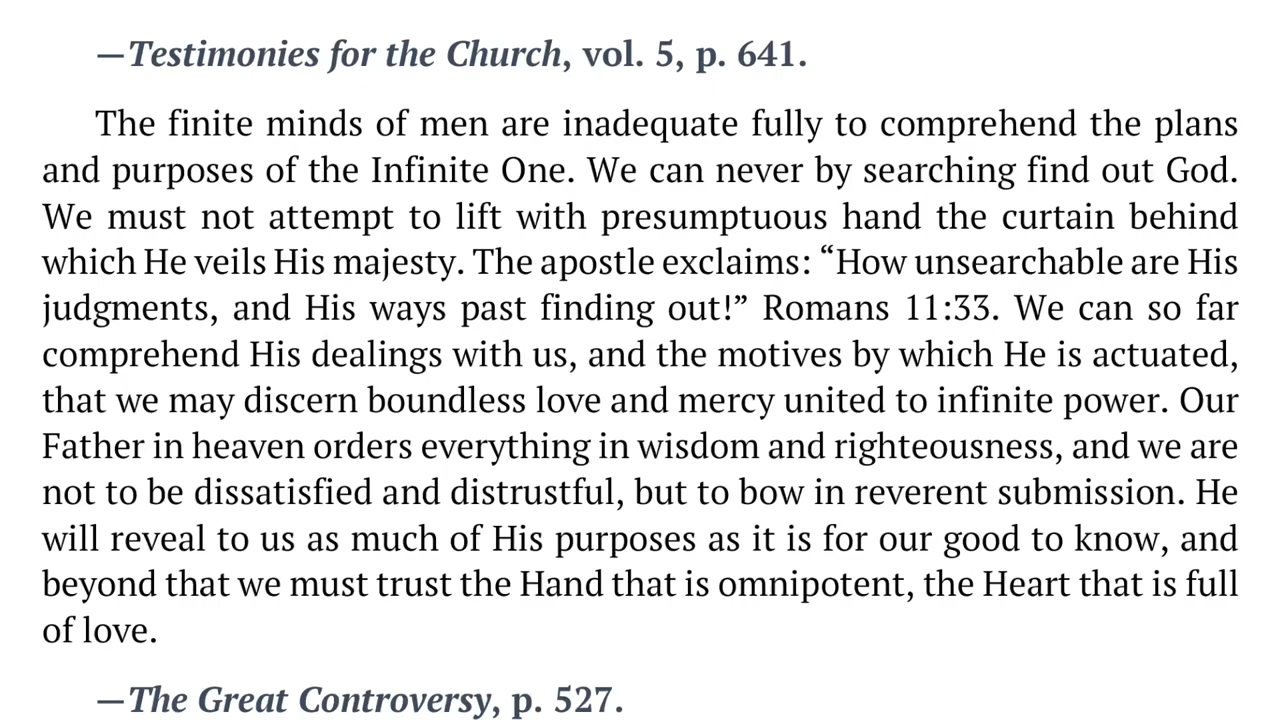 —Testimonies for the Church, vol. 5, p. 641.
The finite minds of men are inadequate fully to comprehend the plans
and purposes of the Infinite One. We can never by searching find out God.
We must not attempt to lift with presumptuous hand the curtain behind
which He veils His majesty. The apostle exclaims: “How unsearchable are His
judgments, and His ways past finding out!” Romans 11:33. We can so far
comprehend His dealings with us, and the motives by which He is actuated,
that we may discern boundless love and mercy united to infinite power. Our
Father in heaven orders everything in wisdom and righteousness, and we are
not to be dissatisfied and distrustful, but to bow in reverent submission. He
will reveal to us as much of His purposes as it is for our good to know, and
beyond that we must trust the Hand that is omnipotent, the Heart that is full
of love.
—The Great Controversy, p. 527.